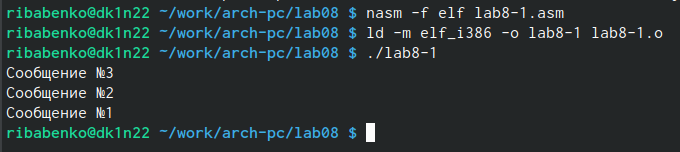 ribabenko@dk1n22 ~/work/arch-pc/lab08 $ nasm -f elf lab8-1.asm
ribabenko@dk1n22 ~/work/arch-pc/lab08 $ ld -m elf_i386 -o lab8-1 lab8-1.o
ribabenko@dk1n22 ~/work/arch-pc/lab08 $ ./lab8-1
Сообщение №3
Сообщение №2
Сообщение №1
ribabenko@dk1n22 ~/work/arch-pc/lab08 $